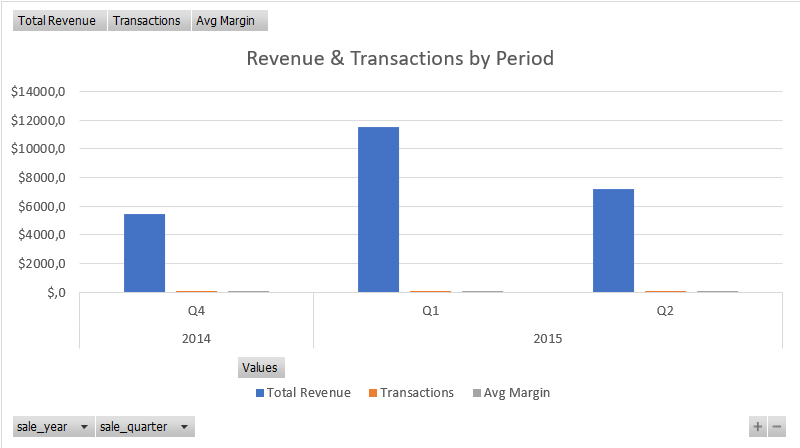 Total Revenue Transactions Avg Margin
Revenue & Transactions by Period
$14000,0
$12000,0
$10000,0
$8000,0
$6000,0
$4000,0
$2000,0
$,0
Q4 Q1 Q2
2014 2015
Values
Total Revenue Transactions Avg Margin
sale_year sale_quarter + −